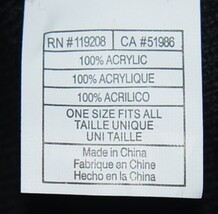 RN #119208 CA #51986
100% ACRYLIC
100% ACRYLIQUE
100% ACRILICO
ONE SIZE FITS ALL
TAILLE UNIQUE
UNI TAILLE
Made in China
Fabrique en Chine
Hecho en la China